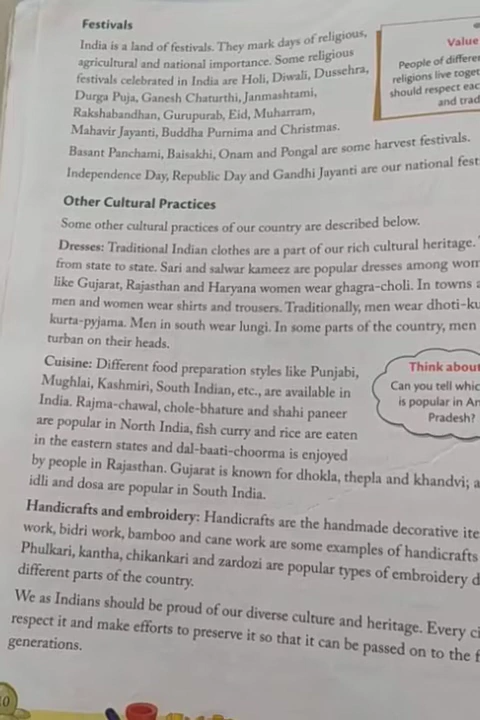 Festivals
India is a land of festivals. They mark days of religious,
agricultural and national importance. Some religious
festivals celebrated in India are Holi, Diwali, Dussehra,
Durga Puja, Ganesh Chaturthi, Janmashtami,
Rakshabandhan, Gurupurab, Eid, Muharram,
Mahavir Jayanti, Buddha Purnima and Christmas.
Value
People of
religions live
should respect
and
Basant Panchami, Baisakhi, Onam and Pongal are some harvest festivals.
Independence Day, Republic Day and Gandhi Jayanti are our national
Other Cultural Practices
Some other cultural practices of our country are described below.
Dresses: Traditional Indian clothes are a part of our rich cultural heritage.
from state to state. Sari and salwar kameez are popular dresses among
like Gujarat, Rajasthan and Haryana women wear ghagra-choli. In towns
men and women wear shirts and trousers. Traditionally, men wear
kurta-pyjama. Men in south wear lungi. In some parts of the country, men
turban on their heads.
Cuisine: Different food preparation styles like Punjabi,
Mughlai, Kashmiri, South Indian, etc., are available in
India. Rajma-chawal, chole-bhature and shahi paneer
are popular in North India, fish curry and rice are eaten
in the eastern states and dal-baati-choorma is enjoyed
by people in Rajasthan. Gujarat is known for dhokla, thepla and khandvi;
idli and dosa are popular in South India.
Think about
Can you tell
is popular in
Pradesh?
Handicrafts and embroidery: Handicrafts are the handmade decorative
work, bidri work, bamboo and cane work are some examples of handicrafts
Phulkari, kantha, chikankari and zardozi are popular types of embroidery
different parts of the country.
We as Indians should be proud of our diverse culture and heritage. Every
respect it and make efforts to preserve it so that it can be passed on to the
generations.